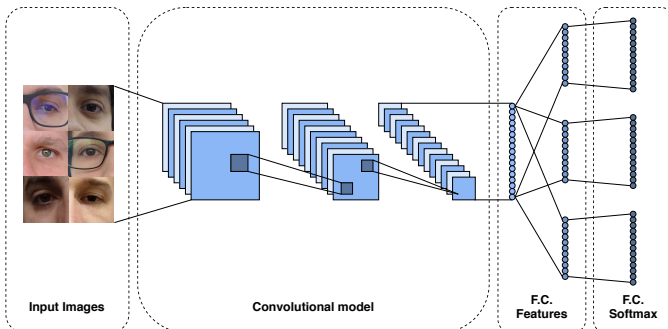 Input Images
Convolutional model
F.C.
Features
F.C.
Softmax